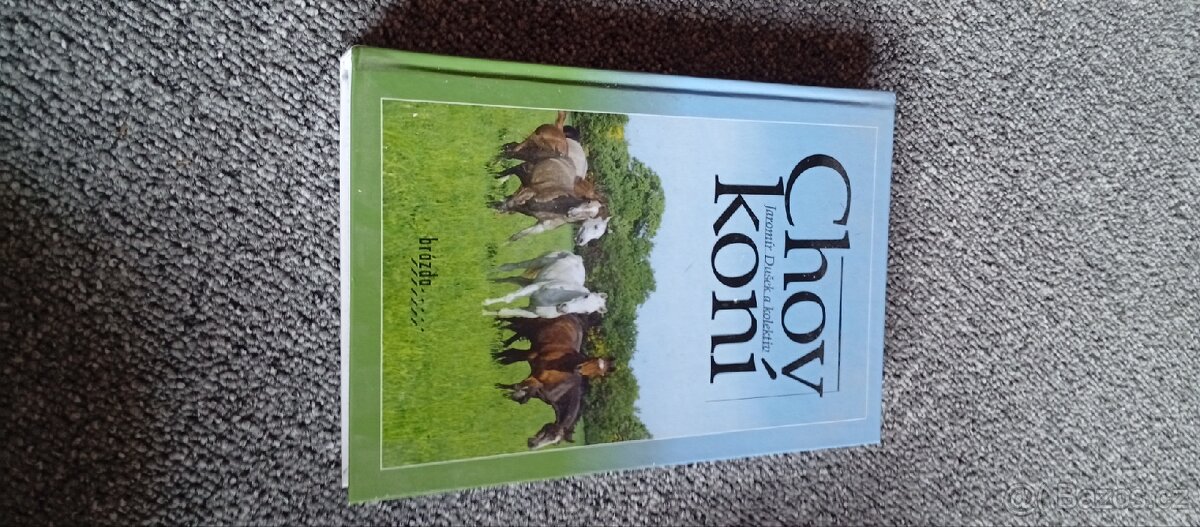 Chov
Jaromír Dušek a kolektiv
koní
brázda
Bazos.cz